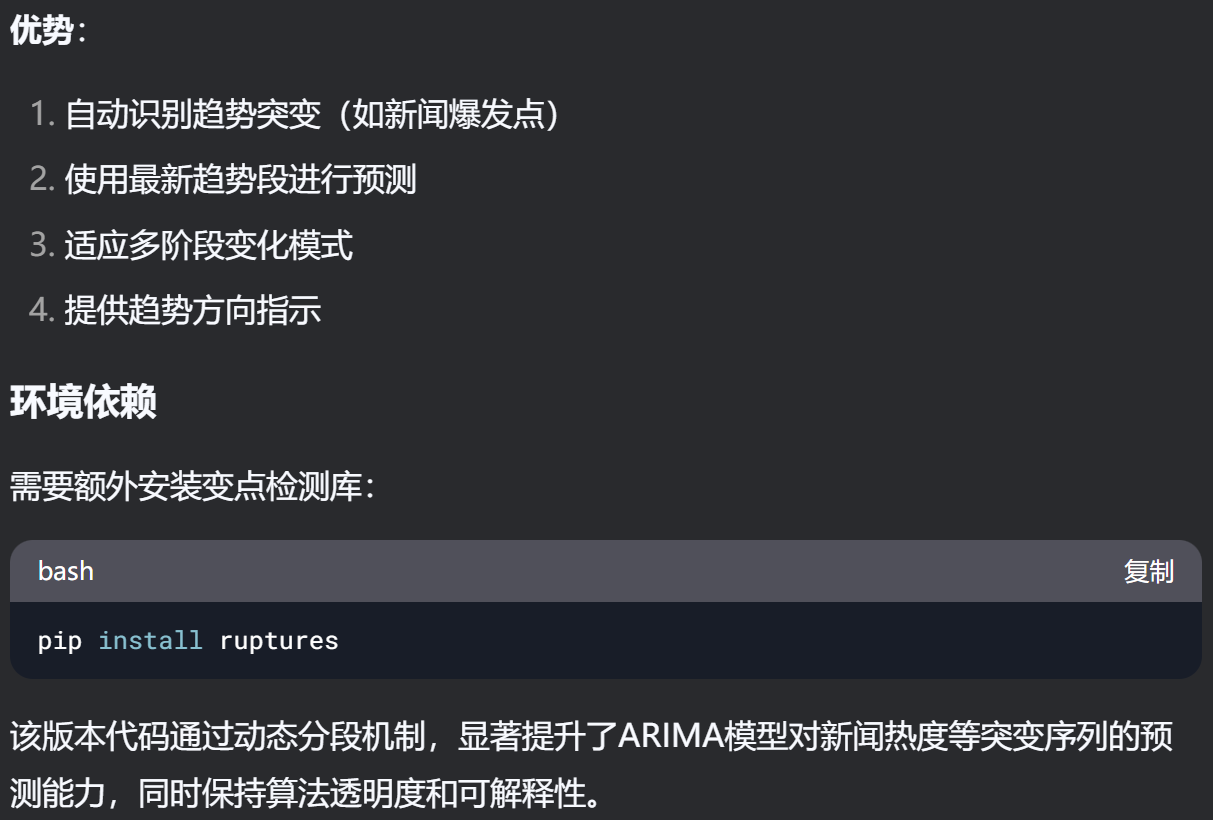 优势：
1. 自动识别趋势突变（如新闻爆发点）
2. 使用最新趋势段进行预测
3. 适应多阶段变化模式
4. 提供趋势方向指示
环境依赖
需要额外安装变点检测库：
bash 复制
pip install ruptures
该版本代码通过动态分段机制，显著提升了ARIMA模型对新闻热度等突变序列的预
测能力，同时保持算法透明度和可解释性。